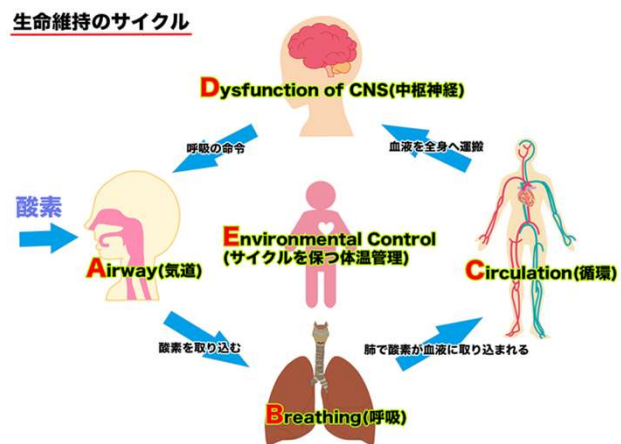 生命維持のサイクル
Dysfunction of CNS(中枢神経)
呼吸の命令
血液を全身へ運搬
酸素
Environmental Control
(サイクルを保つ体温管理)
Airway(気道)
Circulation(循環)
酸素を取り込む
肺で酸素が血液に取り込まれる
Breathing(呼吸)